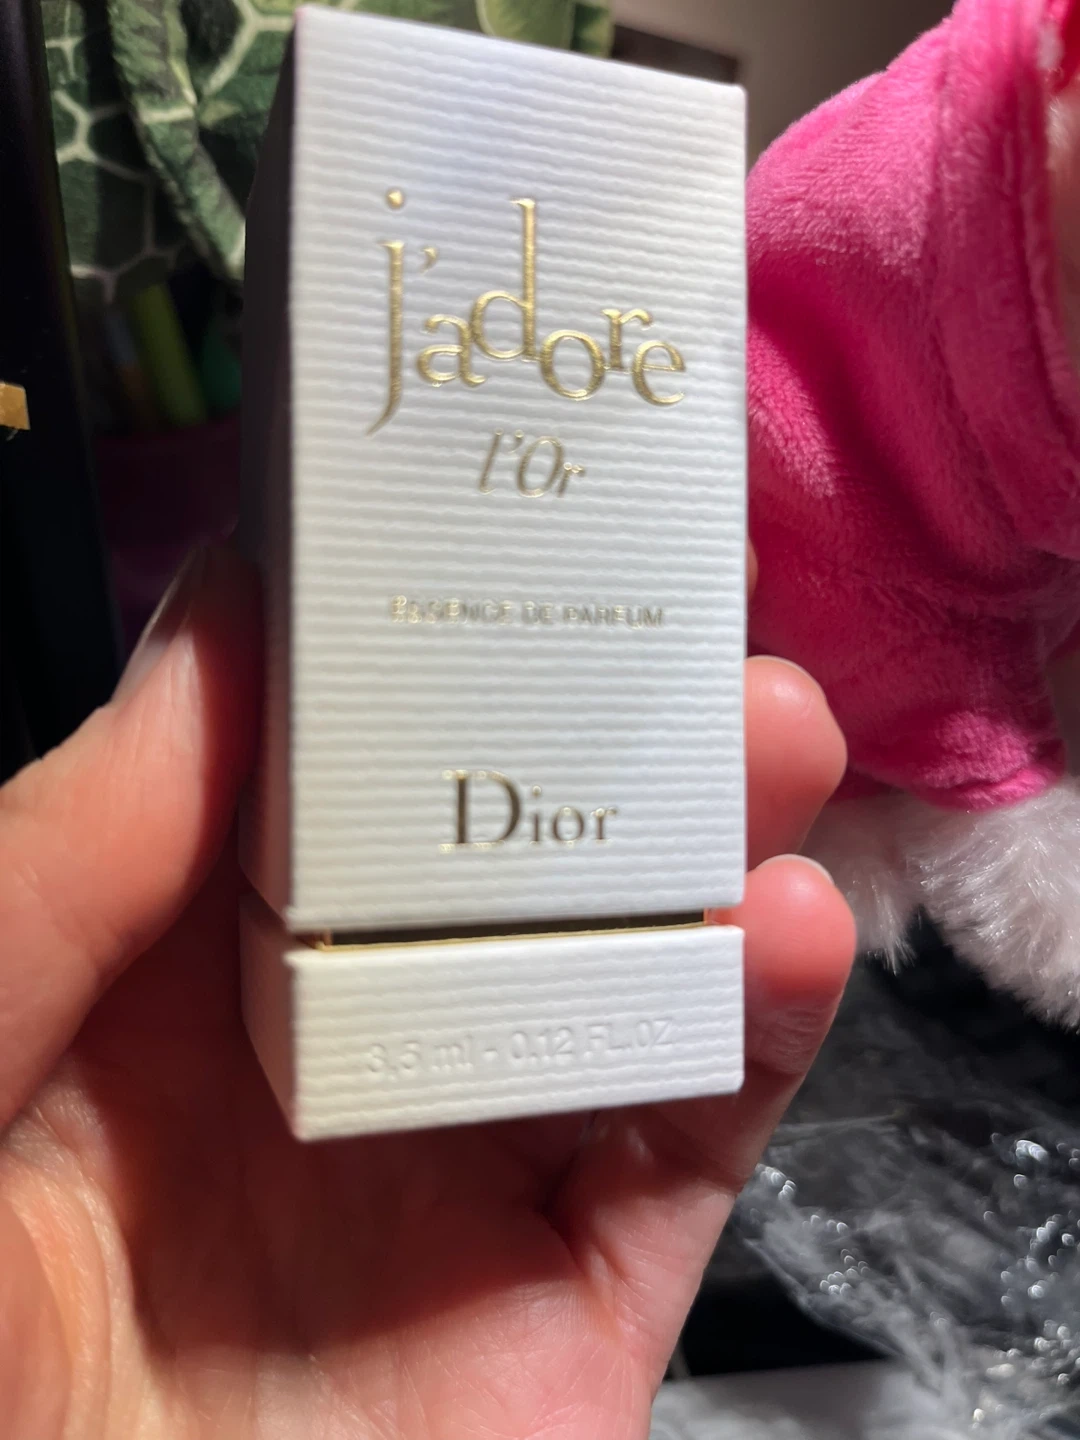 j'adore
l'Or
ESSENCE DE PARFUM
Dior
3,5 ml - 0.12 FL.OZ